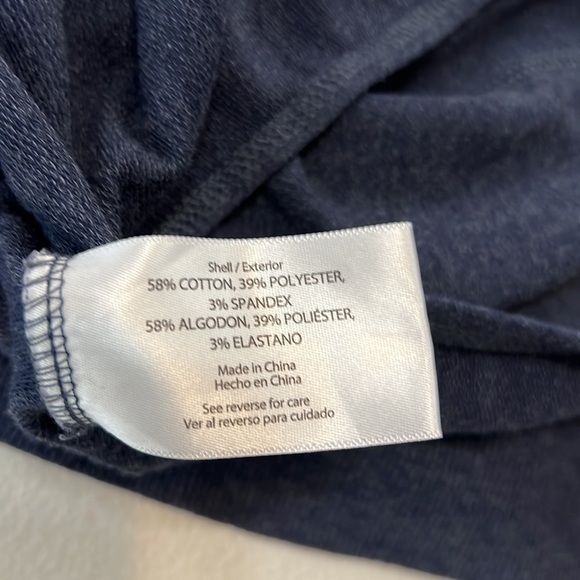 Shell / Exterior
58% COTTON, 39% POLYESTER,
3% SPANDEX
58% ALGODON, 39% POLIÉSTER,
3% ELASTANO
Made in China
Hecho en China
See reverse for care
Ver al reverso para cuidado